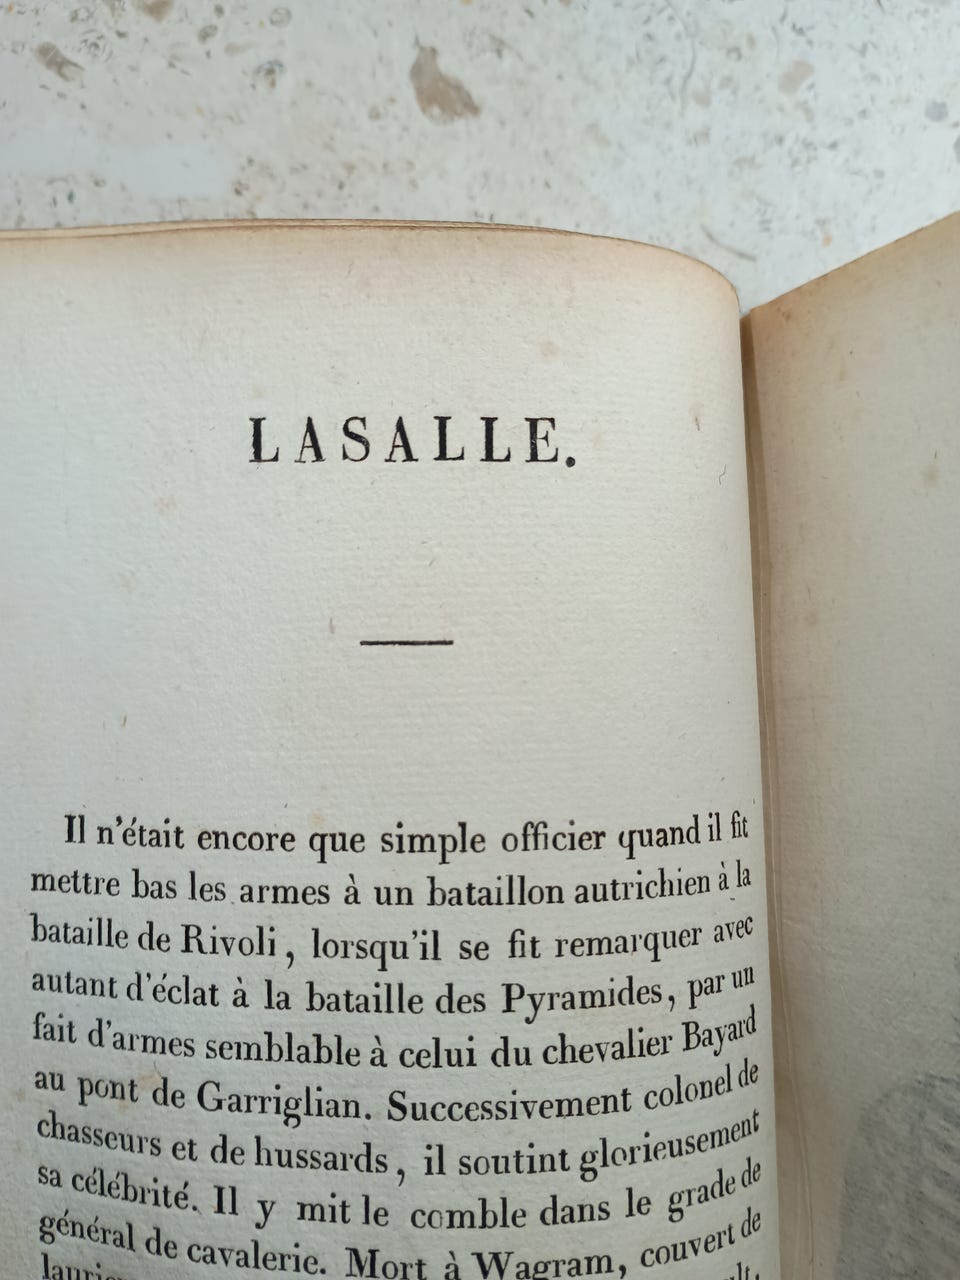 LASALLE.
Il n'était encore que simple officier quand il fit
mettre bas les armes à un bataillon autrichien à la
bataille de Rivoli, lorsqu'il se fit remarquer avec
autant d'éclat à la bataille des Pyramides, par un
fait d'armes semblable à celui du chevalier Bayard
au pont de Garriglian. Successivement colonel de
chasseurs et de hussards, il soutint glorieusement
sa célébrité. Il y mit le comble dans le grade de
général de cavalerie. Mort à Wagram, couvert de